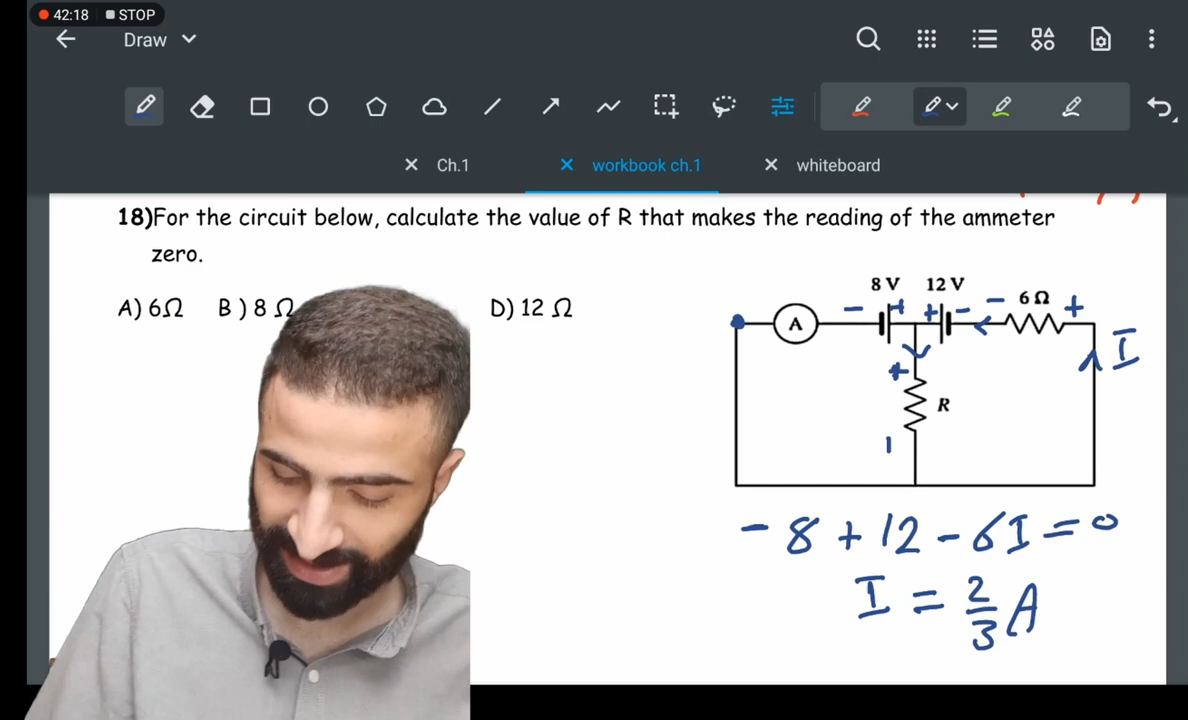 42:18 STOP
Draw
Ch.1 workbook ch.1 whiteboard
18)For the circuit below, calculate the value of R that makes the reading of the ammeter
zero.
A) 6Ω B ) 8 Ω D) 12 Ω
8 V 12 V
6 Ω
A
- + + - - +
I
+
R
- 8 + 12 - 6I = 0
I = 2/3 A